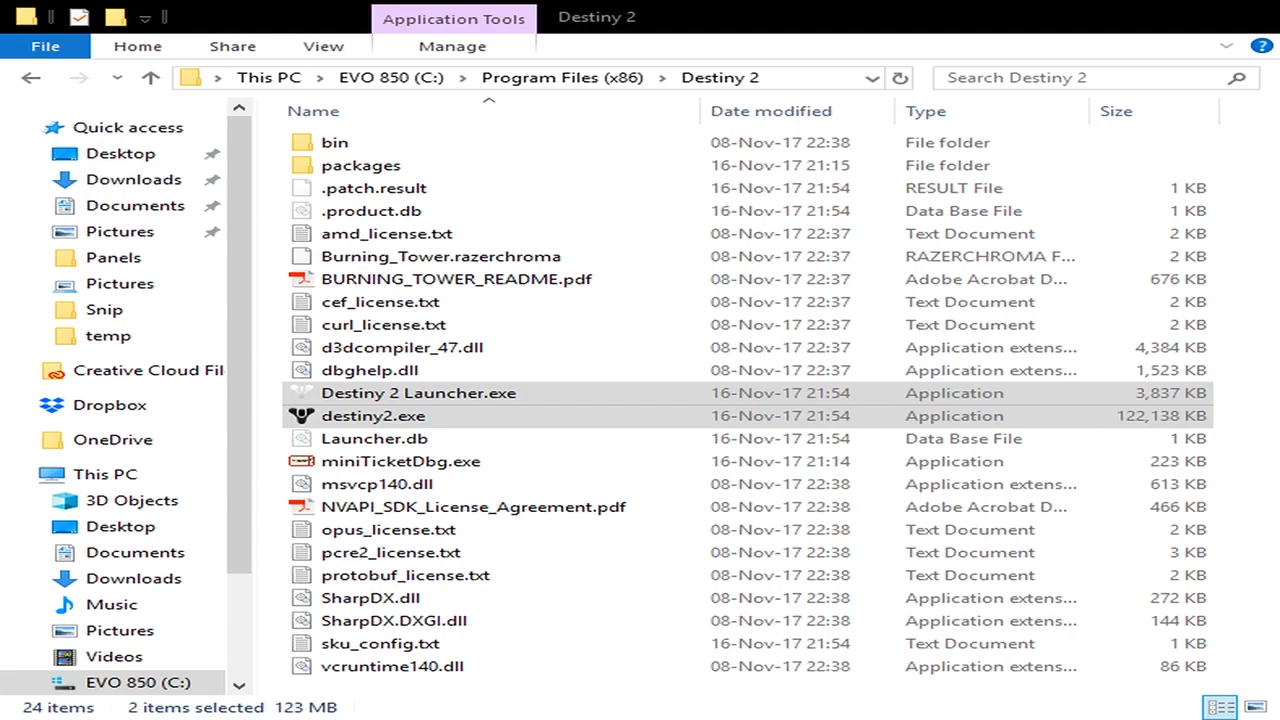 Application Tools Destiny 2
File Home Share View Manage
This PC EVO 850 (C:) Program Files (x86) Destiny 2 Search Destiny 2
Name Date modified Type Size
Quick access
Desktop
Downloads
Documents
Pictures
Panels
Pictures
Snip
temp
Creative Cloud Fil
Dropbox
OneDrive
This PC
3D Objects
Desktop
Documents
Downloads
Music
Pictures
Videos
EVO 850 (C:)
bin 08-Nov-17 22:38 File folder
packages 16-Nov-17 21:15 File folder
.patch.result 16-Nov-17 21:54 RESULT File 1 KB
.product.db 16-Nov-17 21:54 Data Base File 1 KB
amd_license.txt 08-Nov-17 22:37 Text Document 2 KB
Burning_Tower.razerchroma 08-Nov-17 22:37 RAZERCHROMA F... 2 KB
BURNING_TOWER_README.pdf 08-Nov-17 22:37 Adobe Acrobat D... 676 KB
cef_license.txt 08-Nov-17 22:37 Text Document 2 KB
curl_license.txt 08-Nov-17 22:37 Text Document 2 KB
d3dcompiler_47.dll 08-Nov-17 22:37 Application extens... 4,384 KB
dbghelp.dll 08-Nov-17 22:37 Application extens... 1,523 KB
Destiny 2 Launcher.exe 16-Nov-17 21:54 Application 3,837 KB
destiny2.exe 16-Nov-17 21:54 Application 122,138 KB
Launcher.db 16-Nov-17 21:54 Data Base File 1 KB
miniTicketDbg.exe 16-Nov-17 21:14 Application 223 KB
msvcp140.dll 08-Nov-17 22:38 Application extens... 613 KB
NVAPI_SDK_License_Agreement.pdf 08-Nov-17 22:38 Adobe Acrobat D... 466 KB
opus_license.txt 08-Nov-17 22:38 Text Document 2 KB
pcre2_license.txt 08-Nov-17 22:38 Text Document 3 KB
protobuf_license.txt 08-Nov-17 22:38 Text Document 2 KB
SharpDX.dll 08-Nov-17 22:38 Application extens... 272 KB
SharpDX.DXGI.dll 08-Nov-17 22:38 Application extens... 144 KB
sku_config.txt 16-Nov-17 21:54 Text Document 1 KB
vcruntime140.dll 08-Nov-17 22:38 Application extens... 86 KB
24 items 2 items selected 123 MB